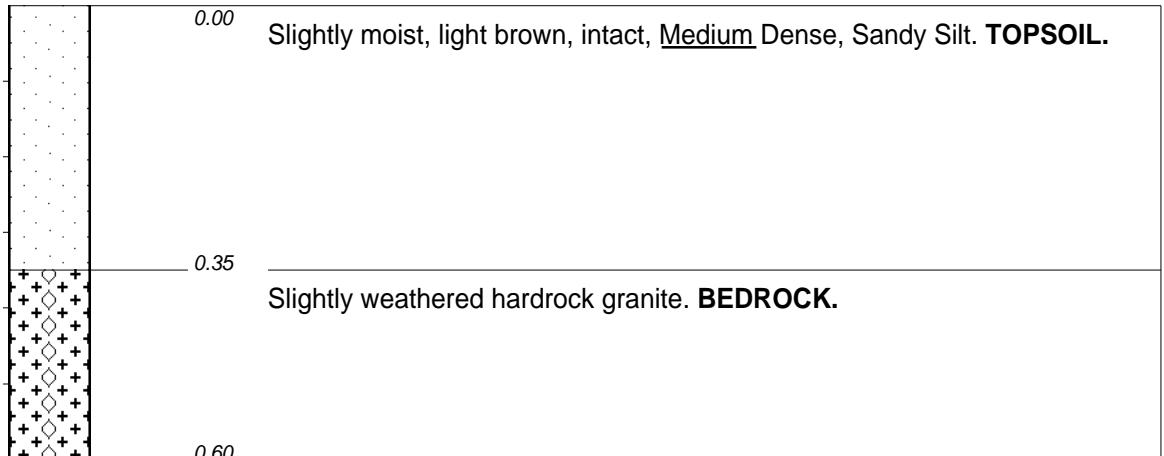 0.00
Slightly moist, light brown, intact, Medium Dense, Sandy Silt. TOPSOIL.
0.35
Slightly weathered hardrock granite. BEDROCK.
0.60